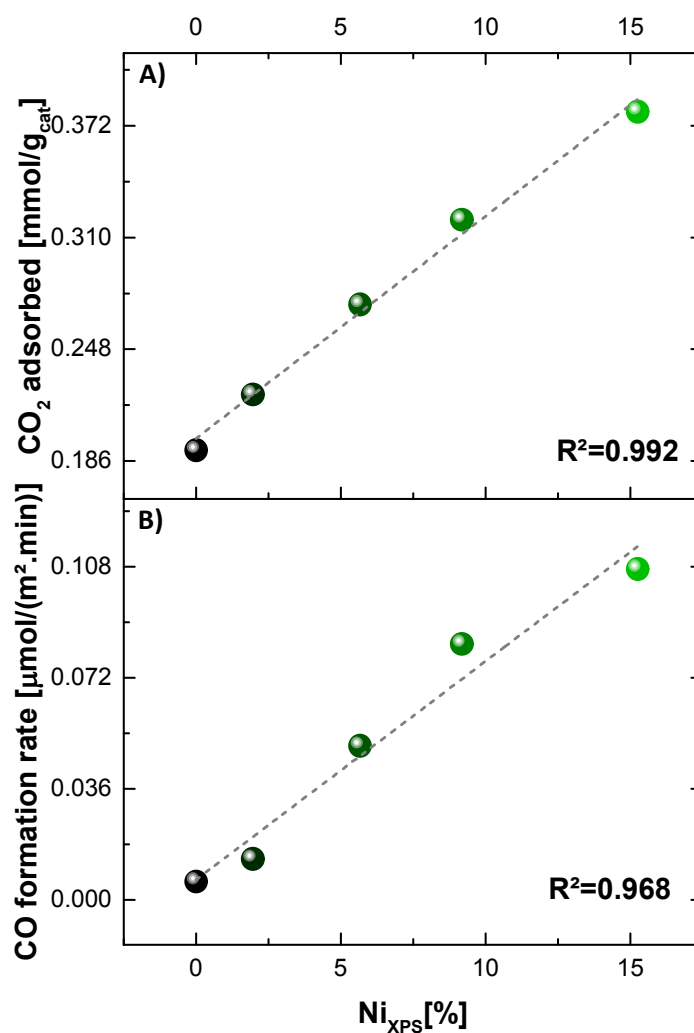 0 5 10 15
A)
CO₂ adsorbed [mmol/g_cat]
0.372
0.310
0.248
0.186
R²=0.992
B)
CO formation rate [μmol/(m².min)]
0.108
0.072
0.036
0.000
R²=0.968
0 5 10 15
Ni_XPS[%]